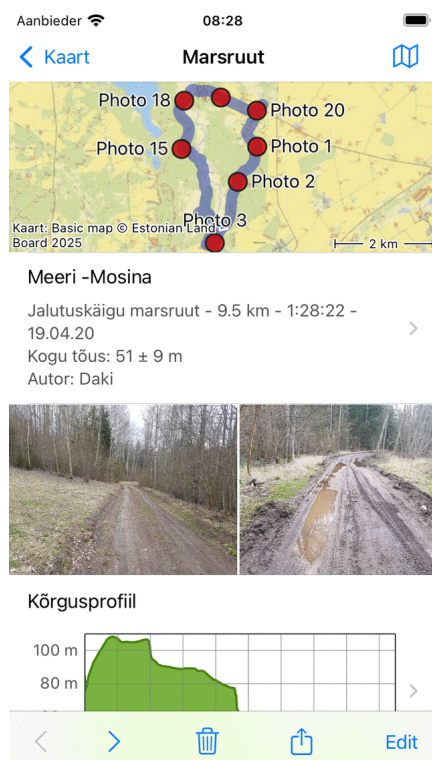 Aanbieder 08:28
Kaart Marsruut
Photo 18
Photo 20
Photo 15
Photo 1
Photo 2
Photo 3
Kaart: Basic map © Estonian Land
Board 2025
2 km
Meeri -Mosina
Jalutuskäigu marsruut - 9.5 km - 1:28:22 -
19.04.20
Kogu tõus: 51 ± 9 m
Autor: Daki
Kõrgusprofiil
100 m
80 m
Edit